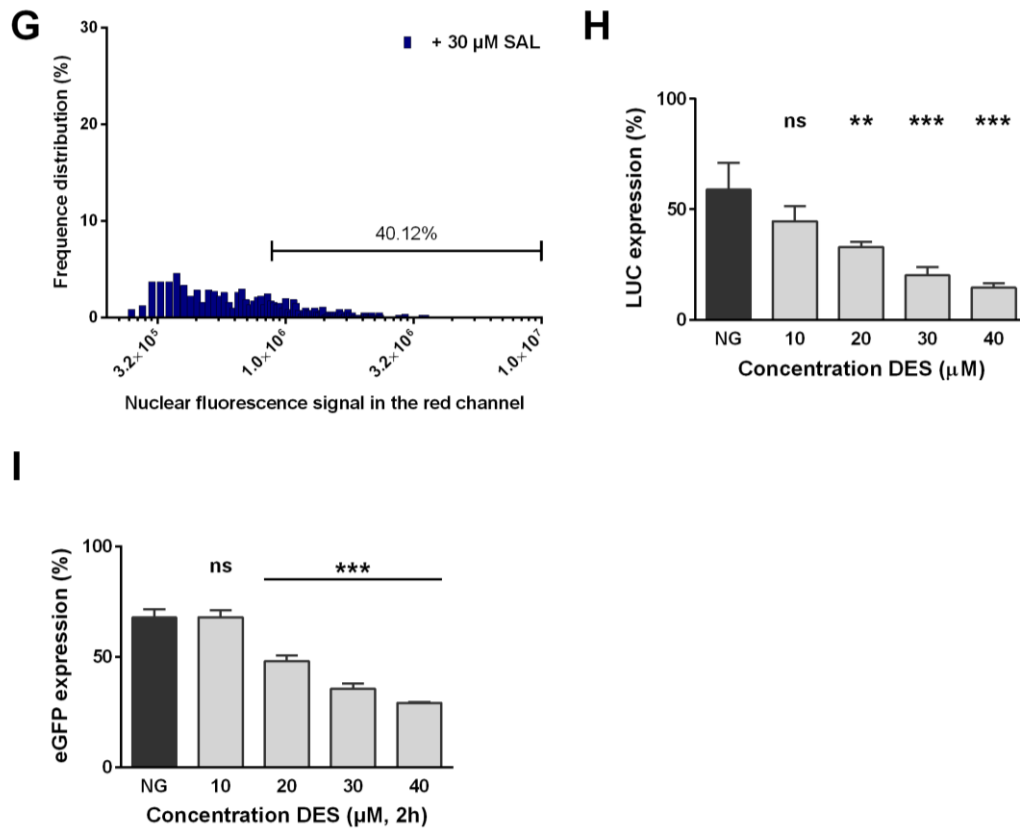 G
30
20
10
0
Frequence distribution (%)
+ 30 µM SAL
40.12%
3.2×10⁵
1.0×10⁶
3.2×10⁶
1.0×10⁷
Nuclear fluorescence signal in the red channel
H
100
50
0
LUC expression (%)
ns ** *** ***
NG 10 20 30 40
Concentration DES (µM)
I
100
50
0
eGFP expression (%)
ns ***
NG 10 20 30 40
Concentration DES (µM, 2h)